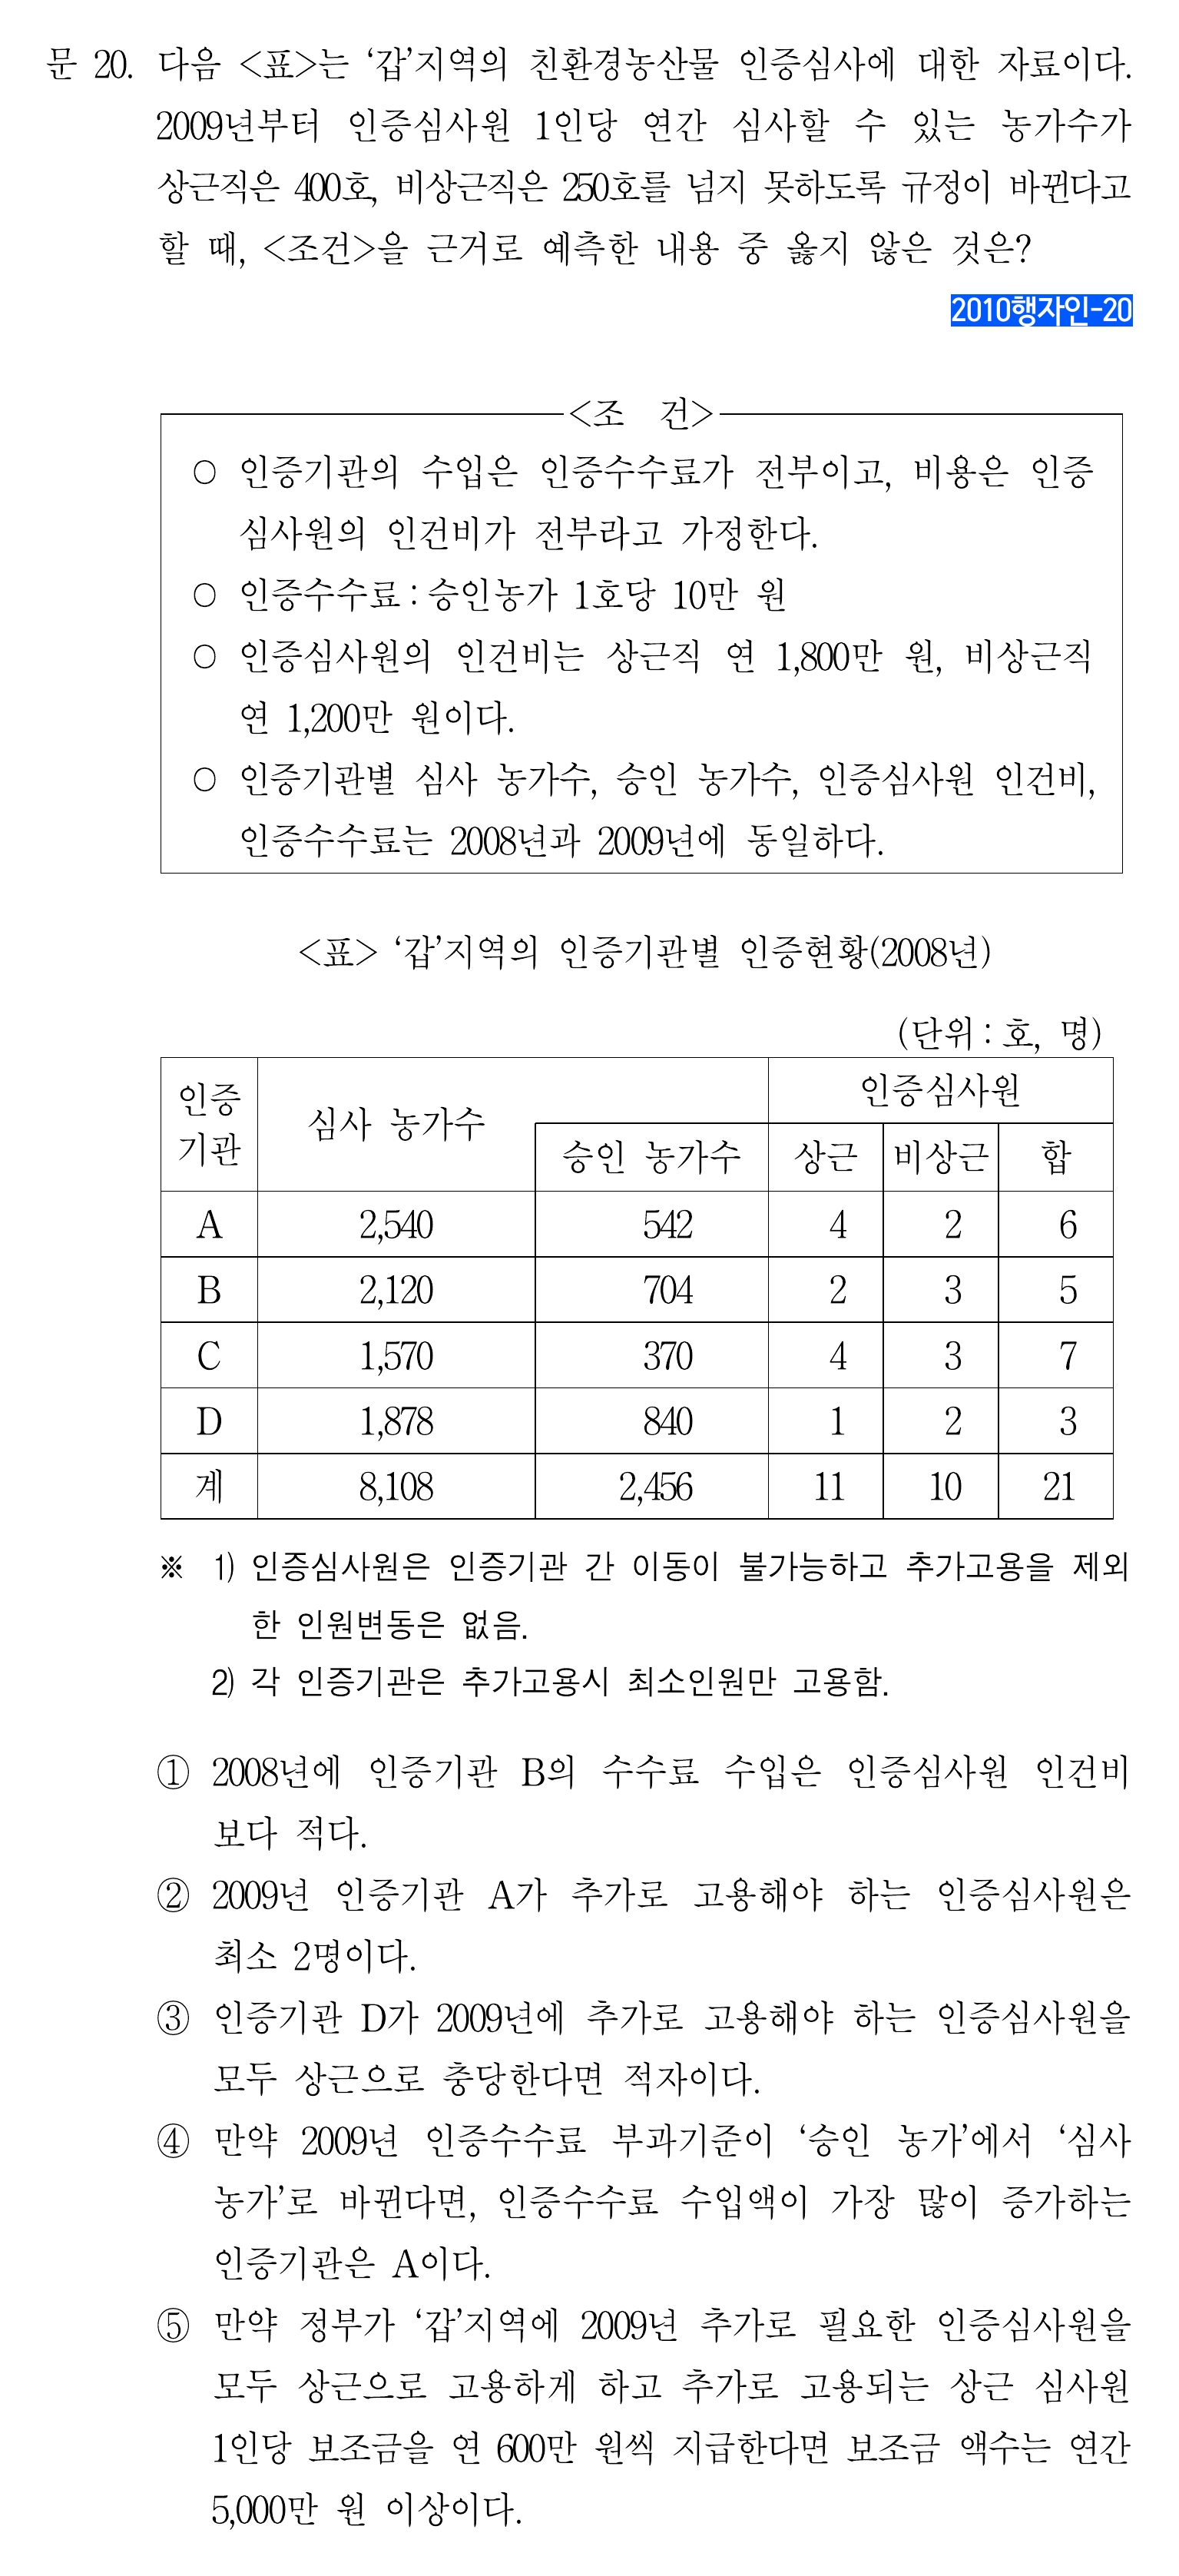 문 20. 다음 <표>는 ‘갑’지역의 친환경농산물 인증심사에 대한 자료이다.
2009년부터 인증심사원 1인당 연간 심사할 수 있는 농가수가
상근직은 400호, 비상근직은 250호를 넘지 못하도록 규정이 바뀐다고
할 때, <조건>을 근거로 예측한 내용 중 옳지 않은 것은?
2010행자인-20
<조 건>
○ 인증기관의 수입은 인증수수료가 전부이고, 비용은 인증
심사원의 인건비가 전부라고 가정한다.
○ 인증수수료 : 승인농가 1호당 10만 원
○ 인증심사원의 인건비는 상근직 연 1,800만 원, 비상근직
연 1,200만 원이다.
○ 인증기관별 심사 농가수, 승인 농가수, 인증심사원 인건비,
인증수수료는 2008년과 2009년에 동일하다.
<표> ‘갑’지역의 인증기관별 인증현황(2008년)
(단위 : 호, 명)
인증
기관 심사 농가수 인증심사원
승인 농가수 상근 비상근 합
A 2,540 542 4 2 6
B 2,120 704 2 3 5
C 1,570 370 4 3 7
D 1,878 840 1 2 3
계 8,108 2,456 11 10 21
※ 1) 인증심사원은 인증기관 간 이동이 불가능하고 추가고용을 제외
한 인원변동은 없음.
2) 각 인증기관은 추가고용시 최소인원만 고용함.
① 2008년에 인증기관 B의 수수료 수입은 인증심사원 인건비
보다 적다.
② 2009년 인증기관 A가 추가로 고용해야 하는 인증심사원은
최소 2명이다.
③ 인증기관 D가 2009년에 추가로 고용해야 하는 인증심사원을
모두 상근으로 충당한다면 적자이다.
④ 만약 2009년 인증수수료 부과기준이 ‘승인 농가’에서 ‘심사
농가’로 바뀐다면, 인증수수료 수입액이 가장 많이 증가하는
인증기관은 A이다.
⑤ 만약 정부가 ‘갑’지역에 2009년 추가로 필요한 인증심사원을
모두 상근으로 고용하게 하고 추가로 고용되는 상근 심사원
1인당 보조금을 연 600만 원씩 지급한다면 보조금 액수는 연간
5,000만 원 이상이다.